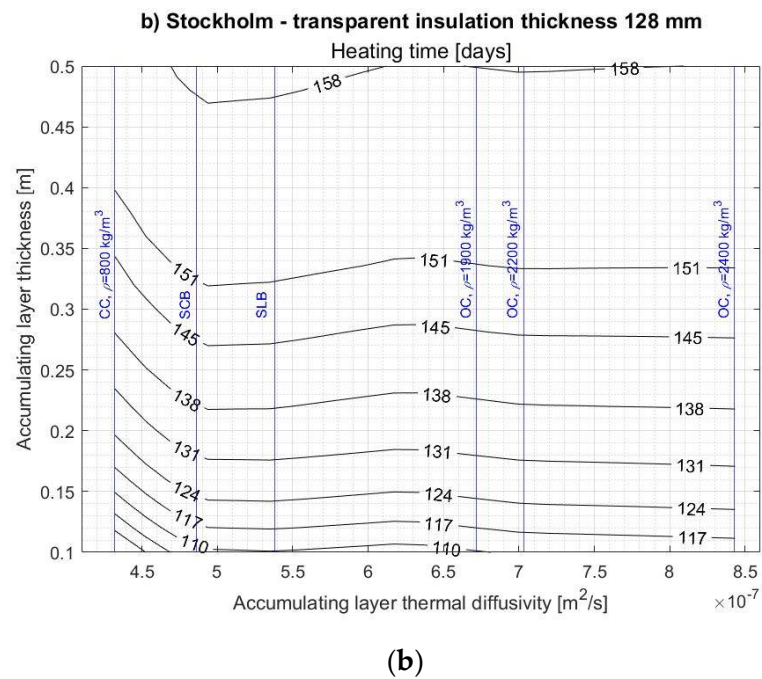 b) Stockholm - transparent insulation thickness 128 mm
Heating time [days]
Accumulating layer thickness [m]
0.5
0.45
0.4
0.35
0.3
0.25
0.2
0.15
0.1
158
158
151
151
151
145
145
145
138
138
138
131
131
131
124
124
124
117
117
117
110
110
CC, ρ=800 kg/m³
SCB
SLB
OC, ρ=1900 kg/m³
OC, ρ=2200 kg/m³
OC, ρ=2400 kg/m³
4.5 5 5.5 6 6.5 7 7.5 8 8.5
×10⁻⁷
Accumulating layer thermal diffusivity [m²/s]
(b)